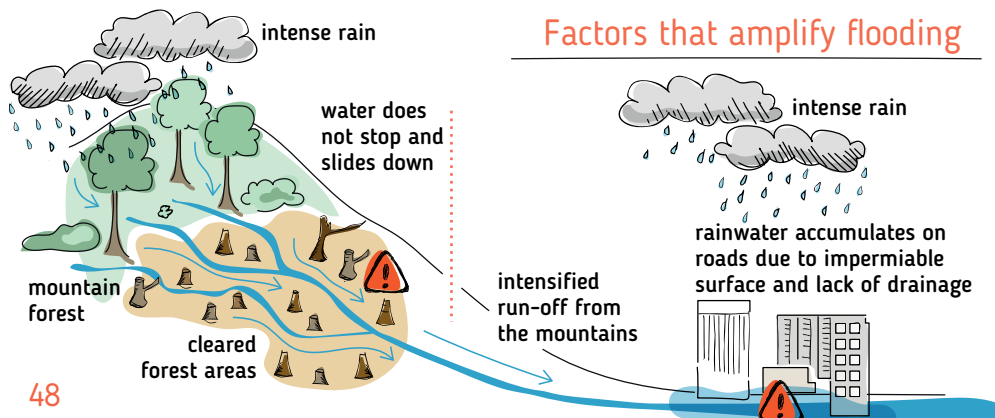 Factors that amplify flooding
intense rain
water does
not stop and
slides down
mountain
forest
cleared
forest areas
intensified
run-off from
the mountains
intense rain
rainwater accumulates on
roads due to impermiable
surface and lack of drainage
48